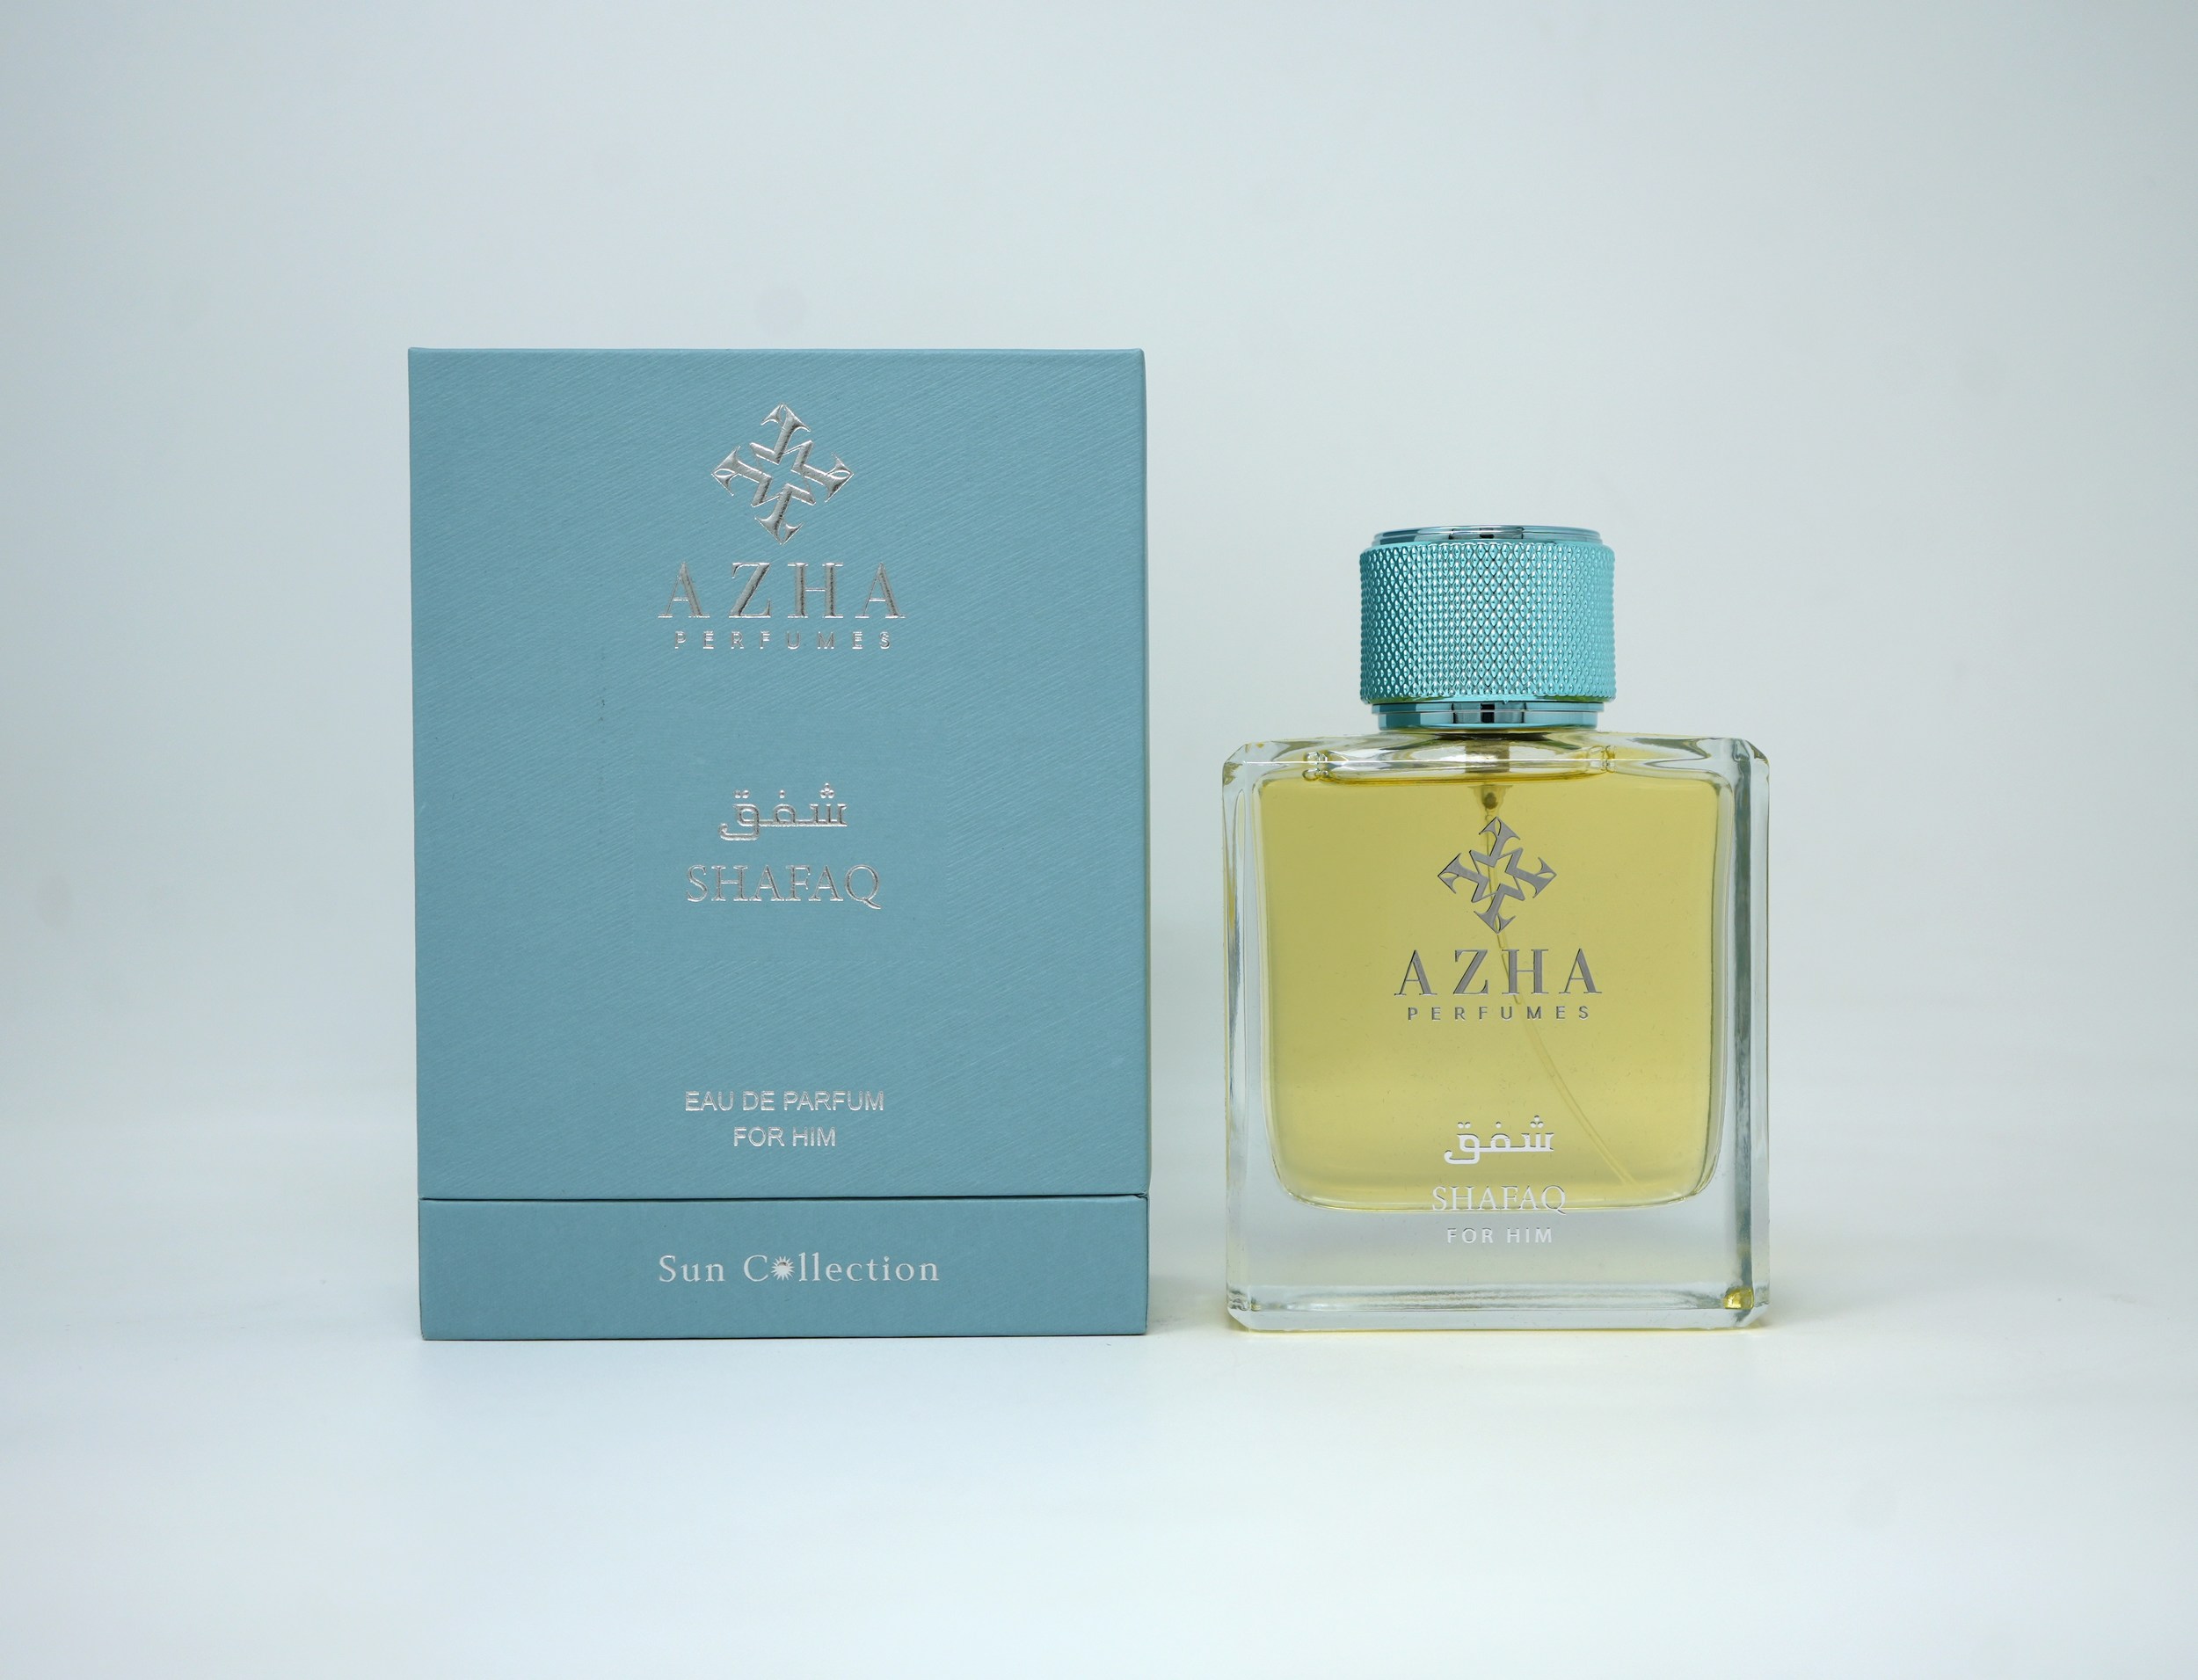 AZHA
PERFUMES
شفق
SHAFAQ
EAU DE PARFUM
FOR HIM
Sun Collection
AZHA
PERFUMES
شفق
SHAFAQ
FOR HIM